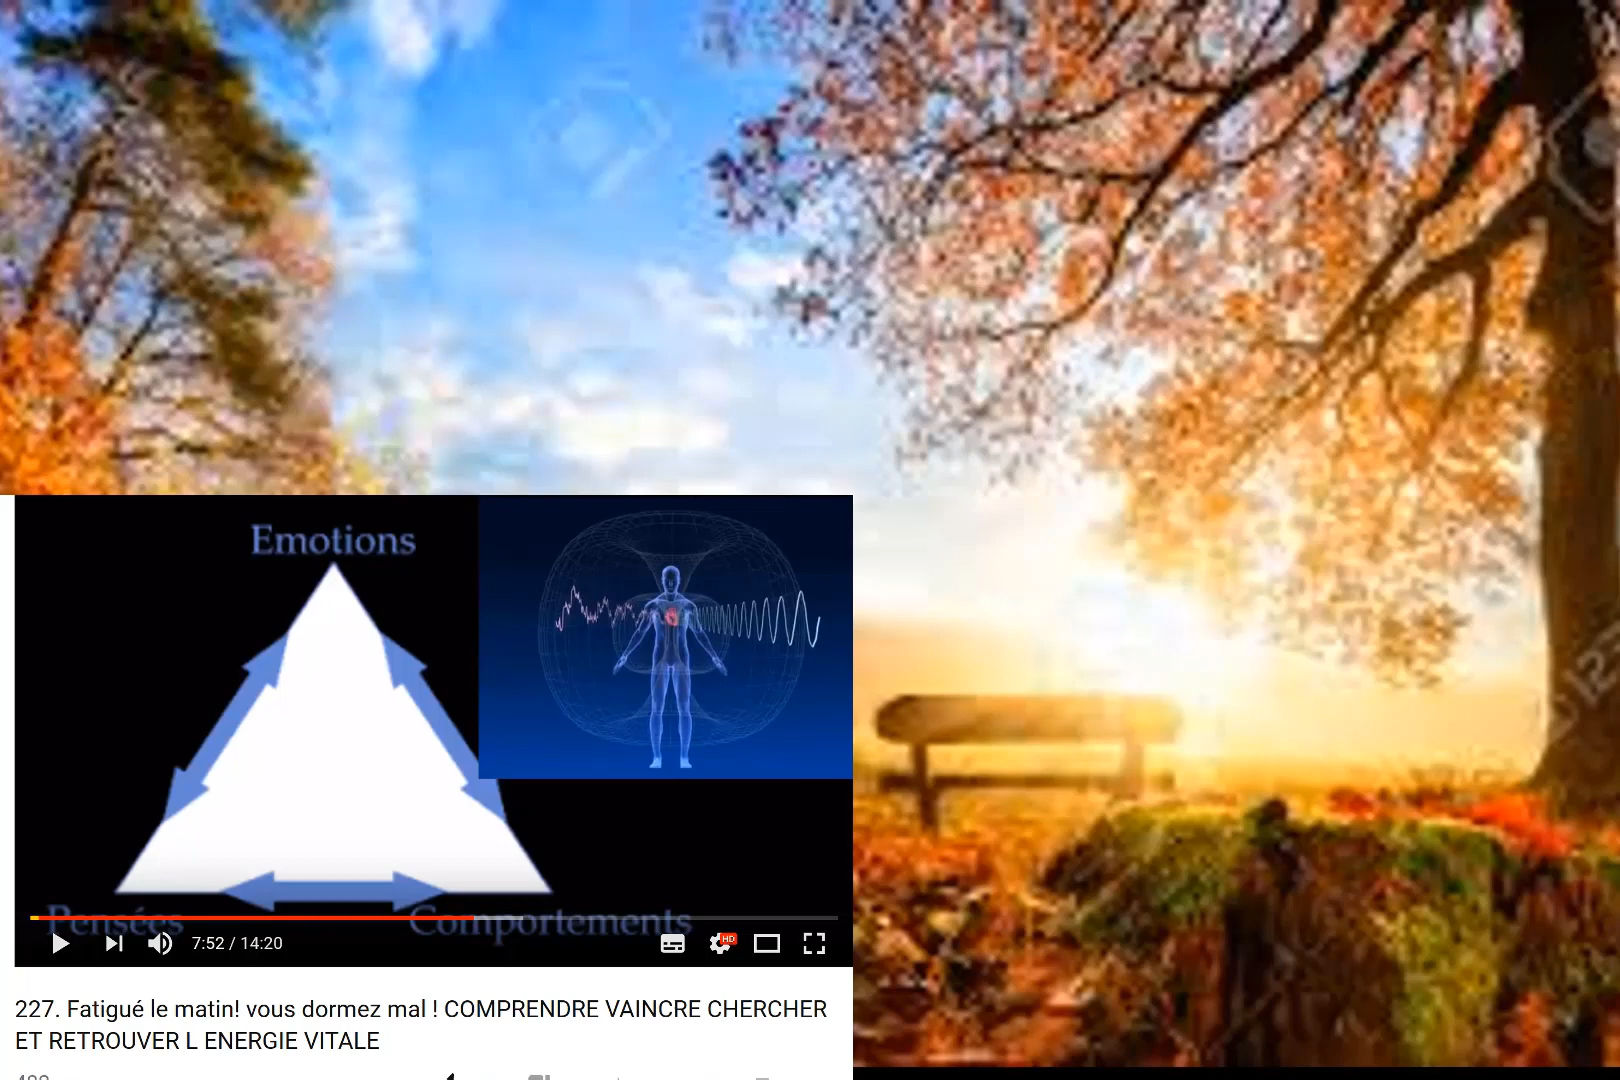 Emotions
Pensées
Comportements
7:52 / 14:20
HD
227. Fatigué le matin! vous dormez mal ! COMPRENDRE VAINCRE CHERCHER
ET RETROUVER L ENERGIE VITALE